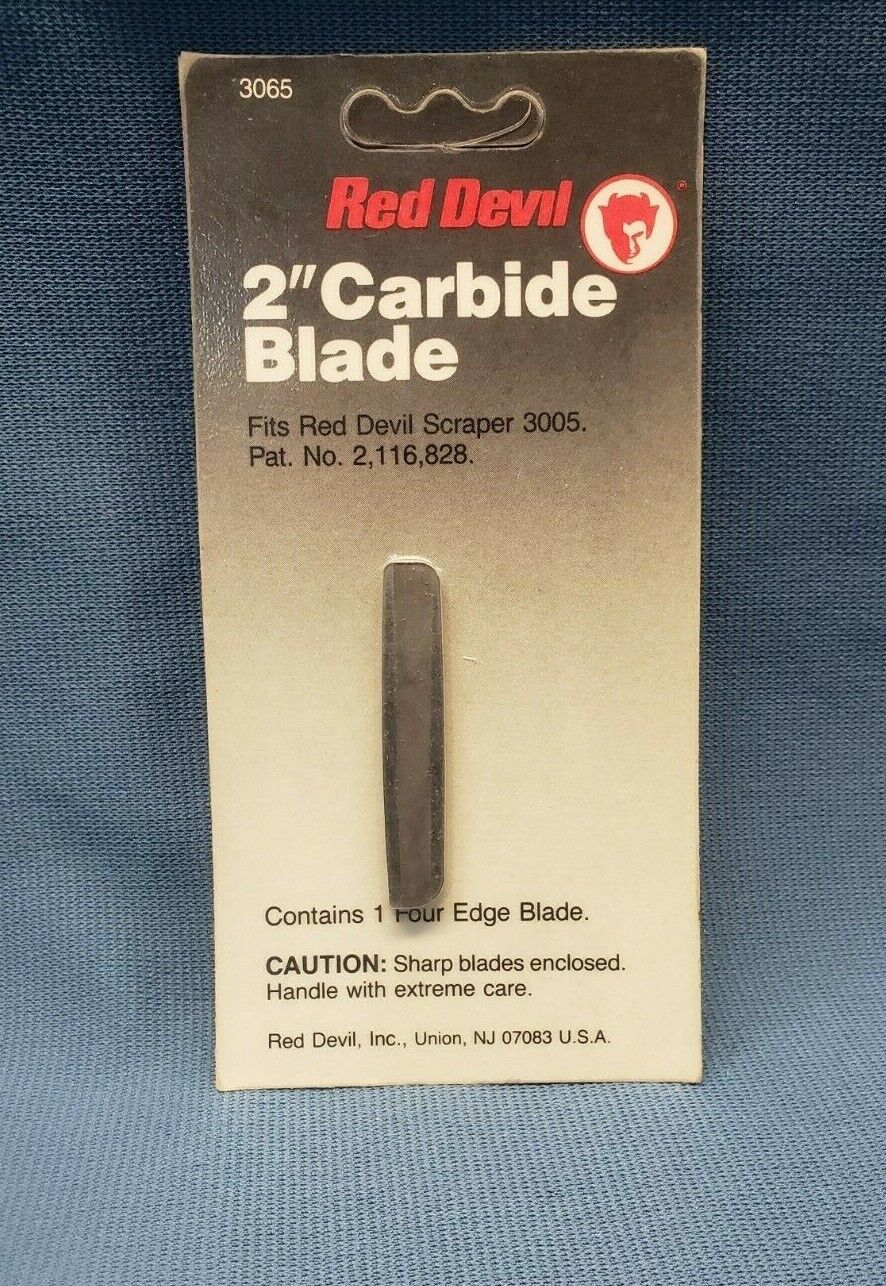 3065
Red Devil ®
2" Carbide
Blade
Fits Red Devil Scraper 3005.
Pat. No. 2,116,828.
Contains 1 Four Edge Blade.
CAUTION: Sharp blades enclosed.
Handle with extreme care.
Red Devil, Inc., Union, NJ 07083 U.S.A.